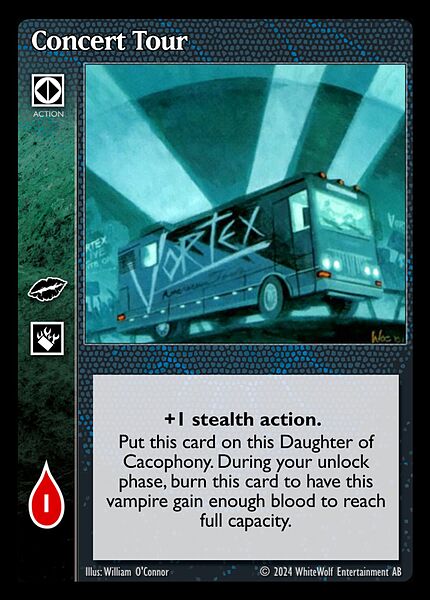 Concert Tour
ACTION
VORTEX
+1 stealth action.
Put this card on this Daughter of
Cacophony. During your unlock
phase, burn this card to have this
vampire gain enough blood to reach
full capacity.
1
Illus: William O'Connor
© 2024 WhiteWolf Entertainment AB